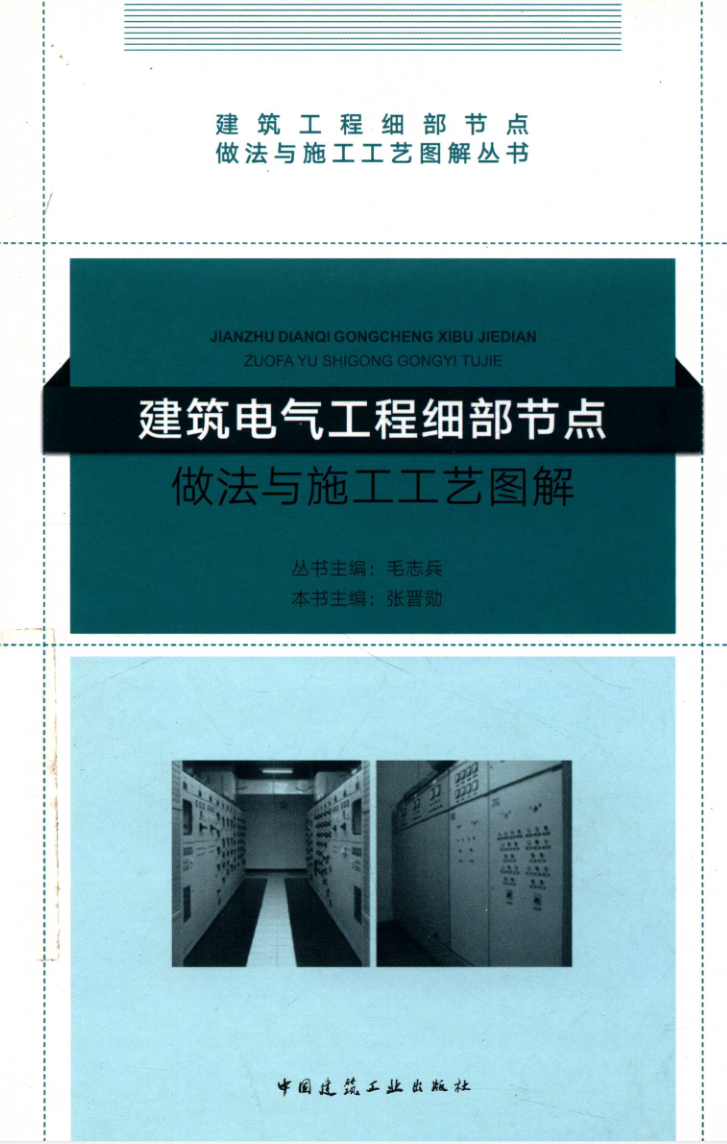 建筑工程细部节点
做法与施工工艺图解丛书
JIANZHU DIANQI GONGCHENG XIBU JIEDIAN
ZUOFA YU SHIGONG GONGYI TUJIE
建筑电气工程细部节点
做法与施工工艺图解
丛书主编：毛志兵
本书主编：张晋勋
中国建筑工业出版社